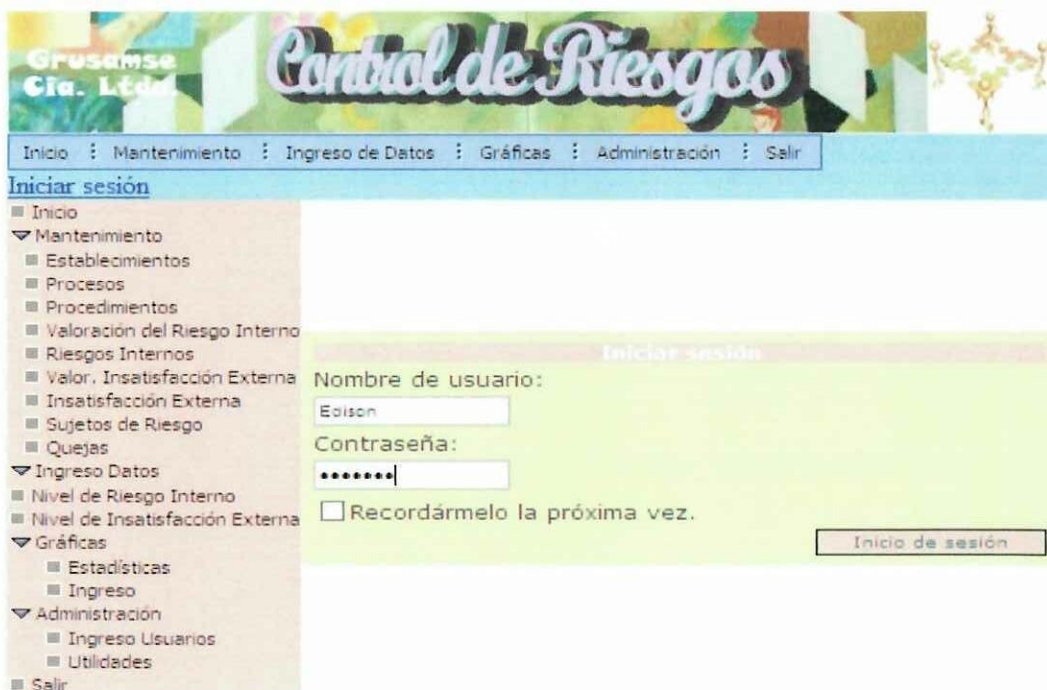 Grusamse
Cia. Ltda.
Control de Riesgos
Inicio : Mantenimiento : Ingreso de Datos : Gráficas : Administración : Salir
Iniciar sesión
Inicio
Mantenimiento
Establecimientos
Procesos
Procedimientos
Valoración del Riesgo Interno
Riesgos Internos
Valor. Insatisfacción Externa
Insatisfacción Externa
Sujetos de Riesgo
Quejas
Ingreso Datos
Nivel de Riesgo Interno
Nivel de Insatisfacción Externa
Gráficas
Estadísticas
Ingreso
Administración
Ingreso Usuarios
Utilidades
Salir
Iniciar sesión
Nombre de usuario:
Edison
Contraseña:
•••••••
Recordármelo la próxima vez.
Inicio de sesión